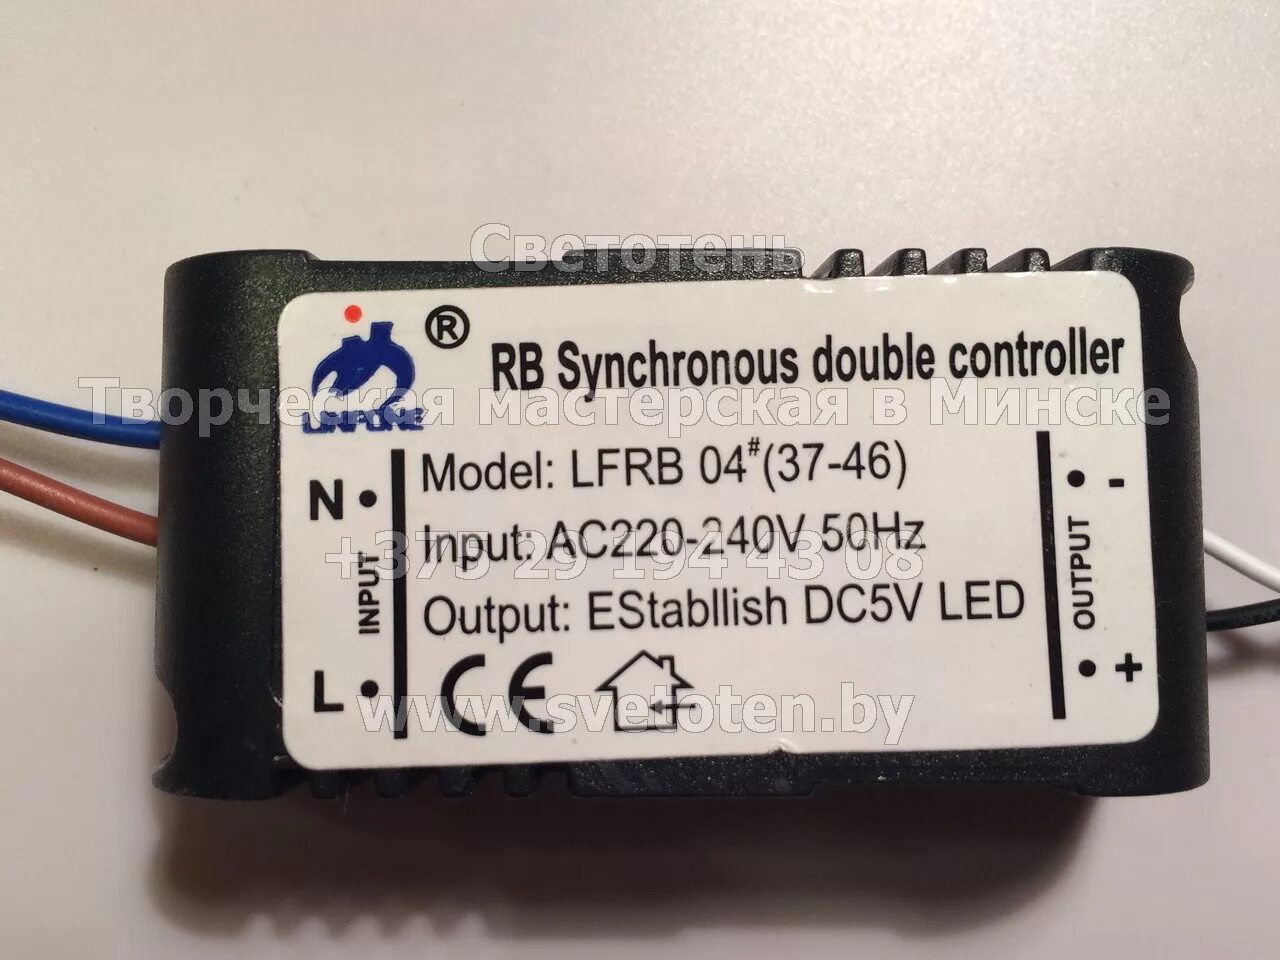 Светотень
®
RB Synchronous double controller
LINFONE
Творческая мастерская в Минске
N
Model: LFRB 04#(37-46)
-
INPUT
Input: AC220-240V 50Hz
OUTPUT
+375 29 194 43 08
Output: EStabllish DC5V LED
L
CE
+
www.svetoten.by